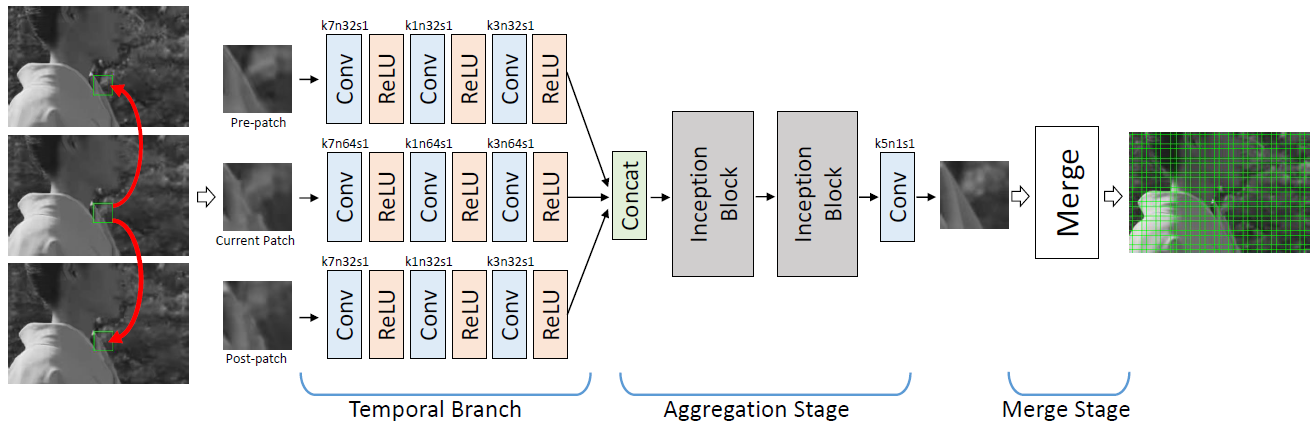 k7n32s1 k1n32s1 k3n32s1
Conv ReLU Conv ReLU Conv ReLU
Pre-patch
k7n64s1 k1n64s1 k3n64s1
Conv ReLU Conv ReLU Conv ReLU
Current Patch
k7n32s1 k1n32s1 k3n32s1
Conv ReLU Conv ReLU Conv ReLU
Post-patch
Concat
Inception
Block
Inception
Block
k5n1s1
Conv
Merge
Temporal Branch
Aggregation Stage
Merge Stage